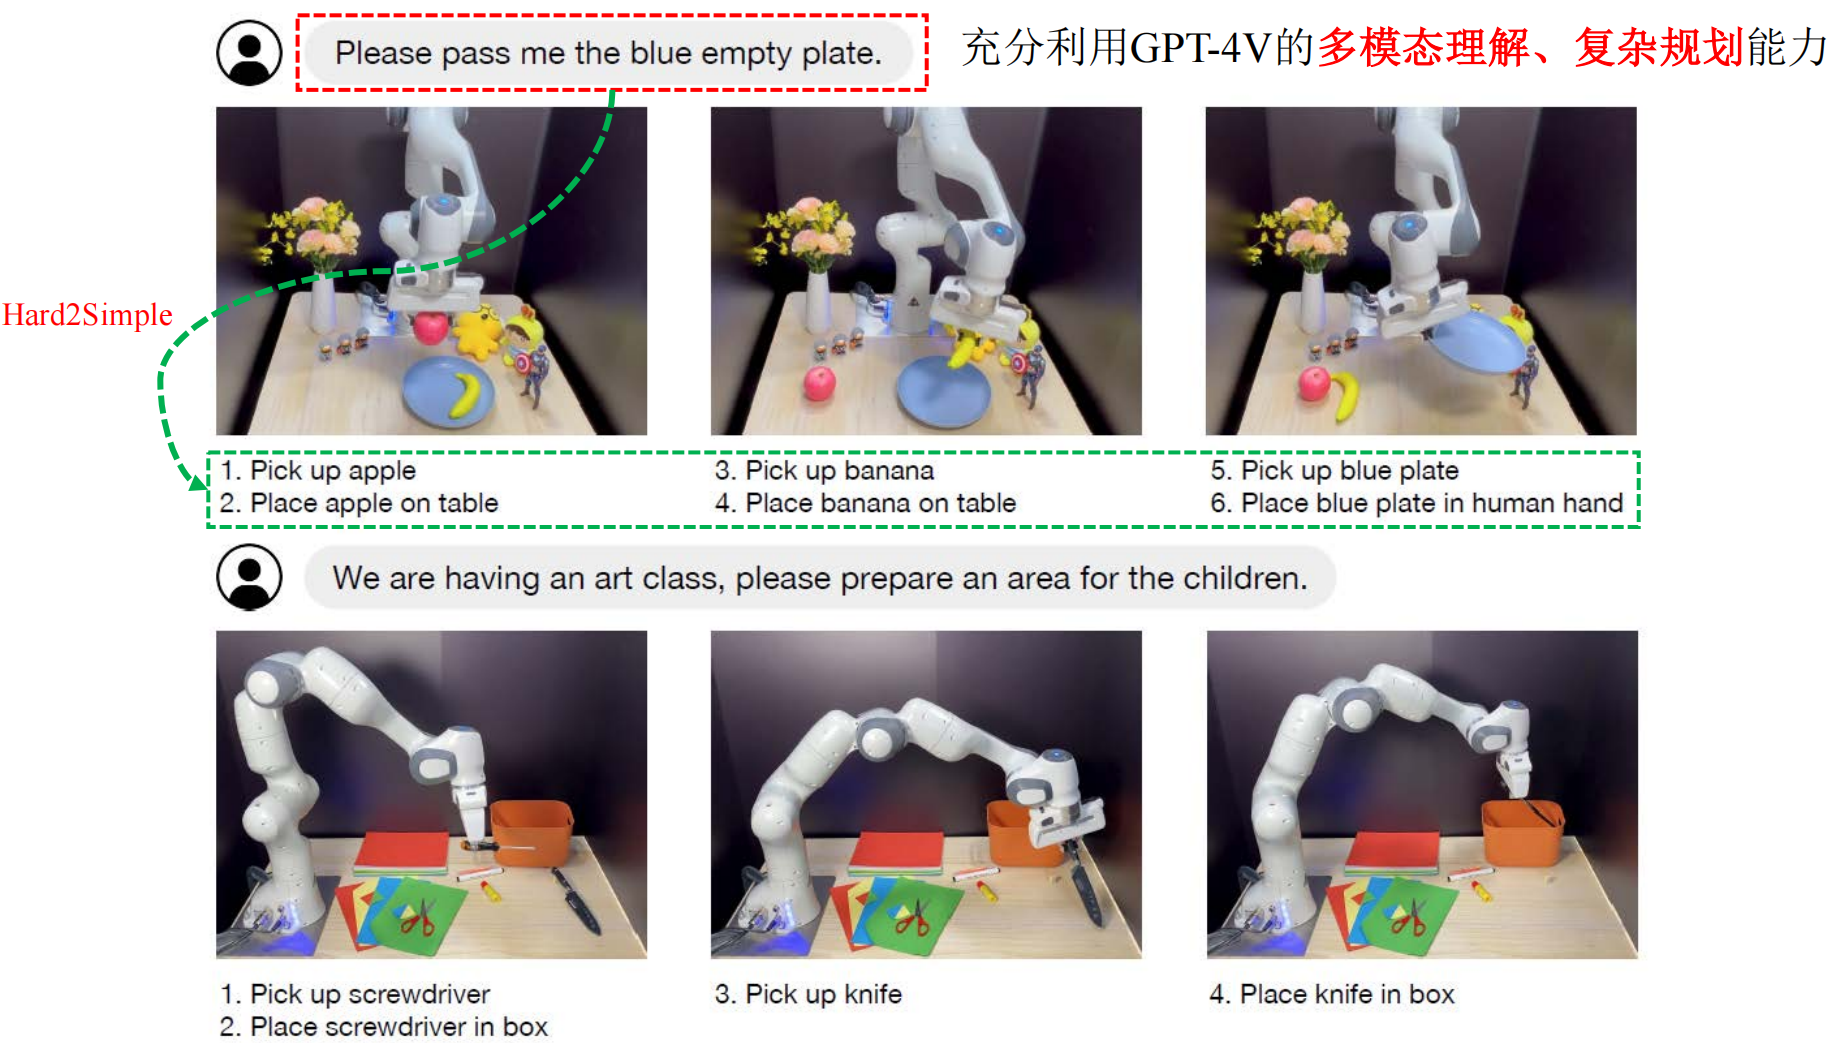 Please pass me the blue empty plate.
充分利用GPT-4V的多模态理解、复杂规划能力
Hard2Simple
1. Pick up apple
2. Place apple on table
3. Pick up banana
4. Place banana on table
5. Pick up blue plate
6. Place blue plate in human hand
We are having an art class, please prepare an area for the children.
1. Pick up screwdriver
2. Place screwdriver in box
3. Pick up knife
4. Place knife in box